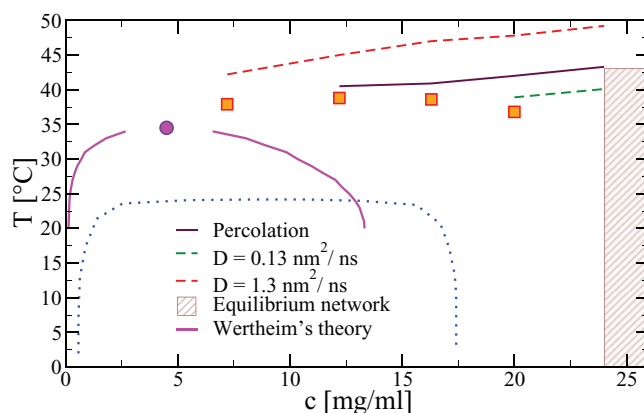 50
45
40
35
30
25
20
15
10
5
0
T [°C]
Percolation
D = 0.13 nm²/ ns
D = 1.3 nm²/ ns
Equilibrium network
Wertheim's theory
0 5 10 15 20 25
c [mg/ml]